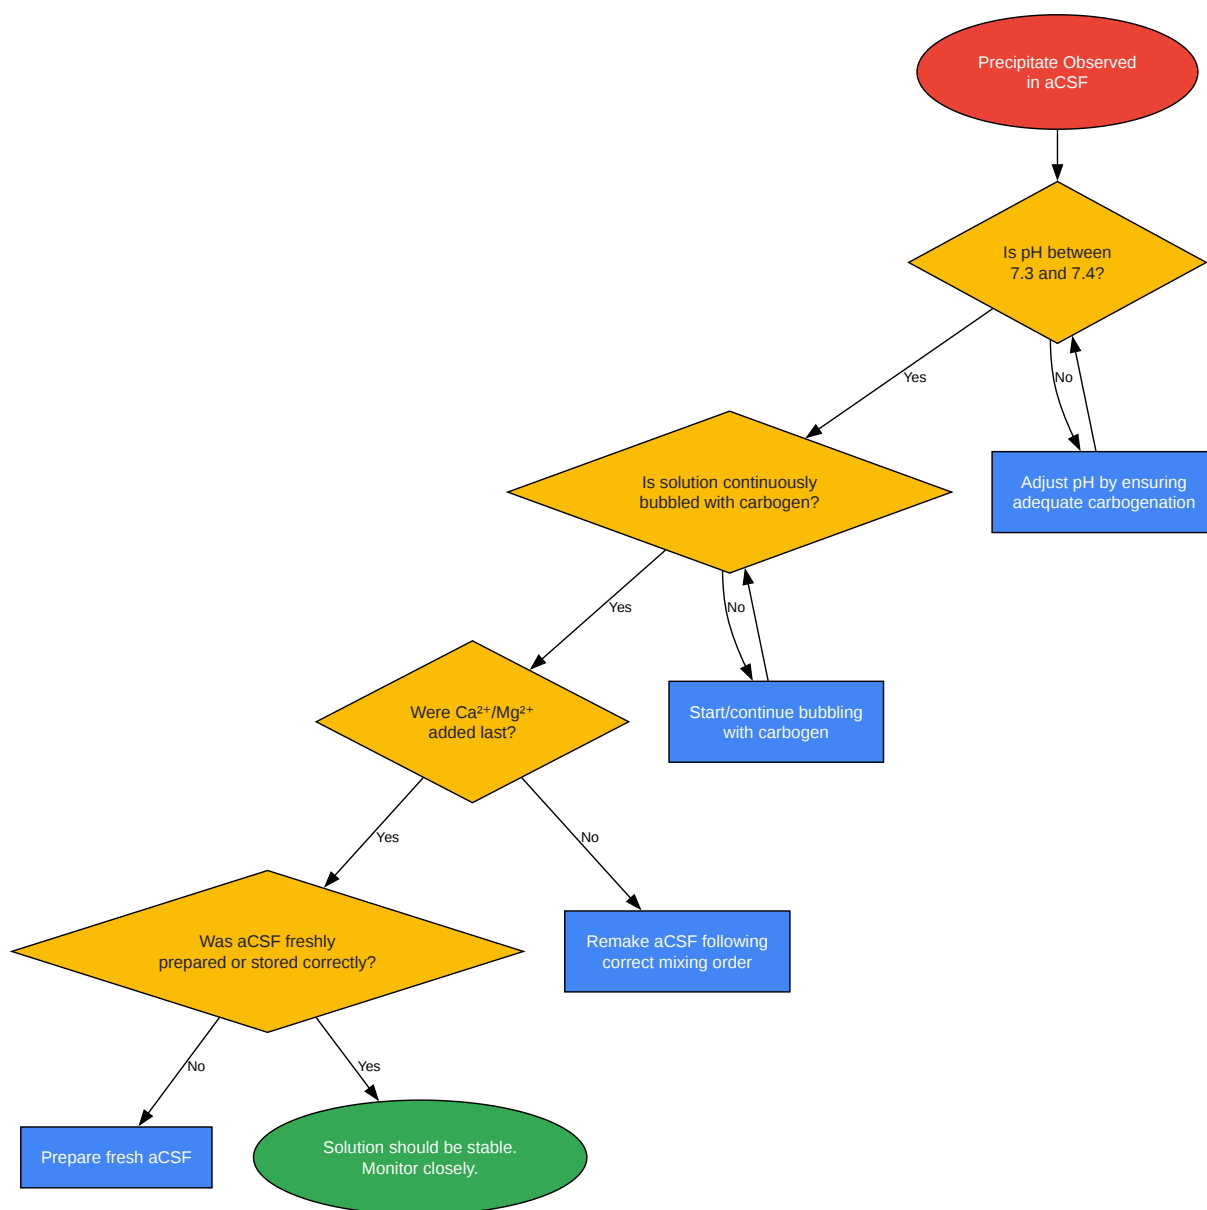 Precipitate Observed
in aCSF
Is pH between
7.3 and 7.4?
Yes
No
Is solution continuously
bubbled with carbogen?
Adjust pH by ensuring
adequate carbogenation
Yes
No
Were Ca²⁺/Mg²⁺
added last?
Start/continue bubbling
with carbogen
Yes
No
Was aCSF freshly
prepared or stored correctly?
Remake aCSF following
correct mixing order
No
Yes
Prepare fresh aCSF
Solution should be stable.
Monitor closely.